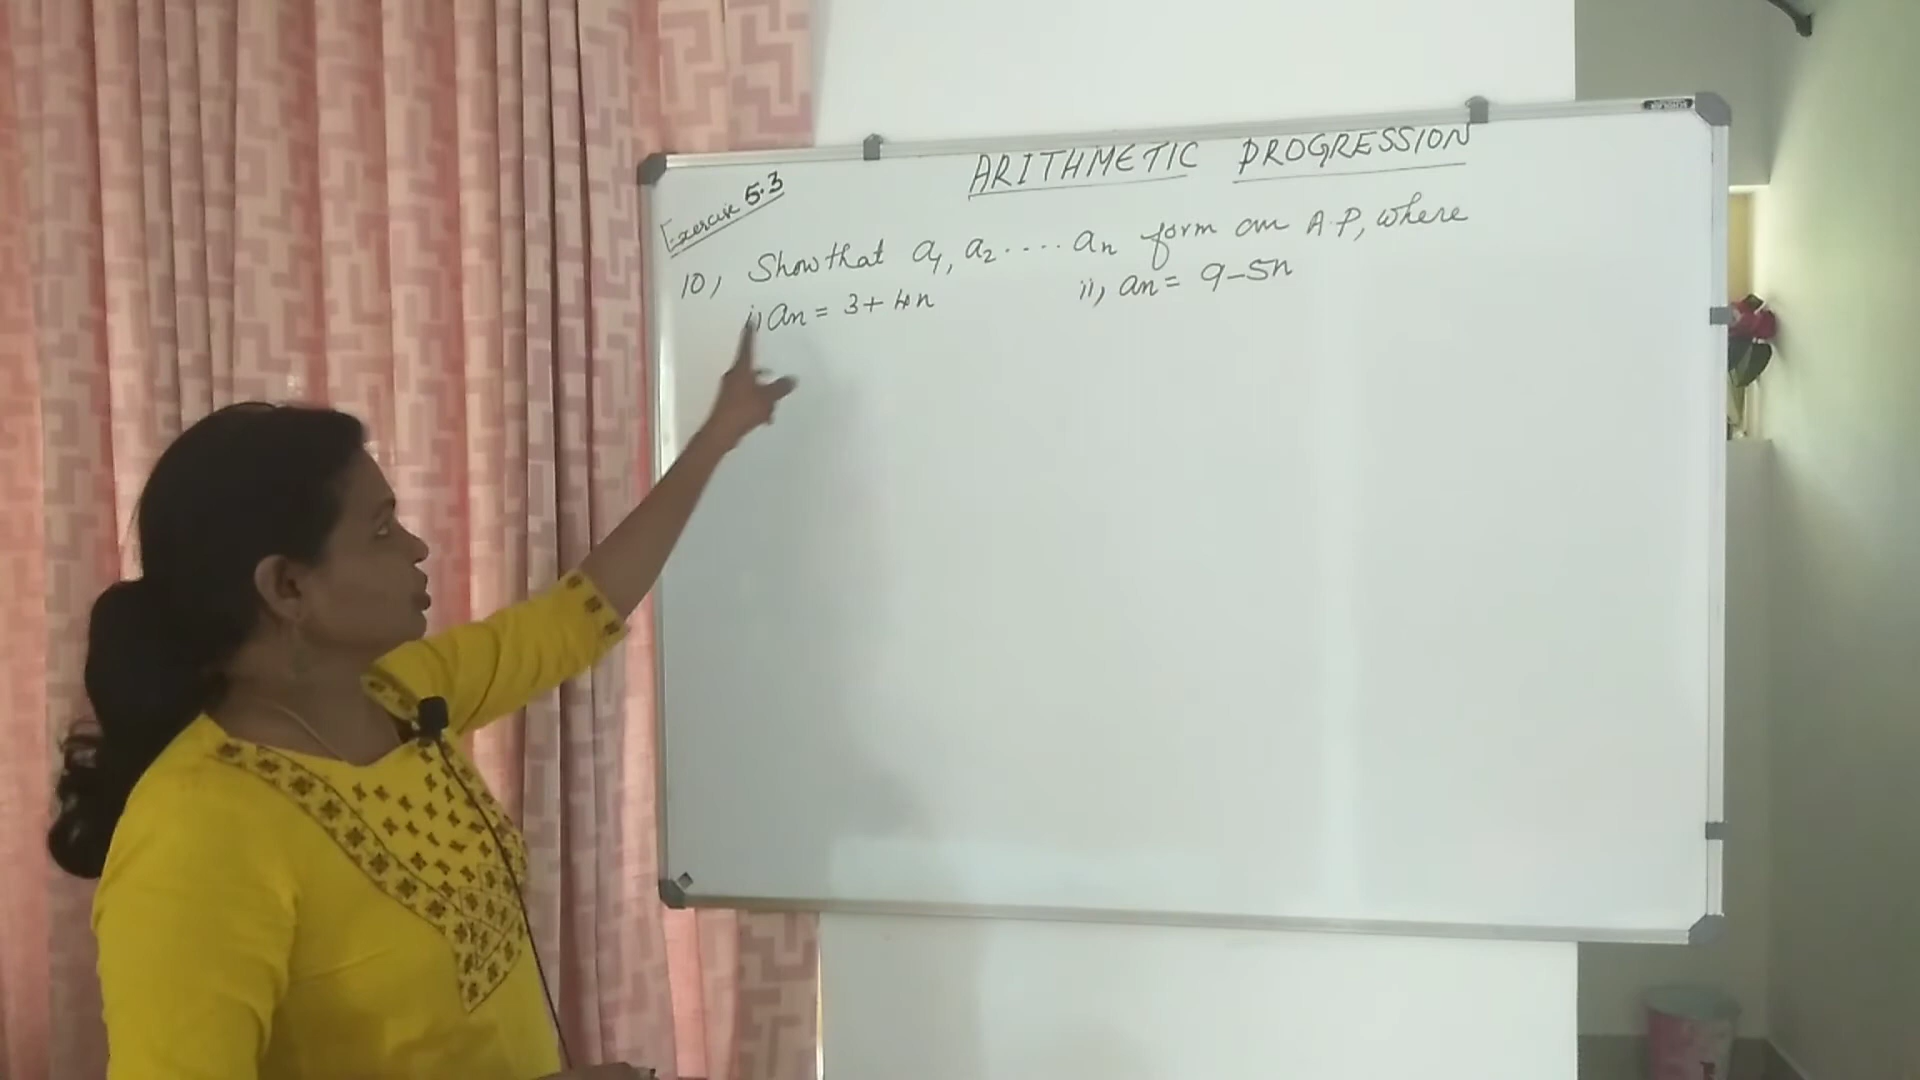 ARITHMETIC PROGRESSION
Exercise 5.3
10, Show that a1, a2 .... an form an A.P, where
i, an = 3+4n ii, an = 9-5n